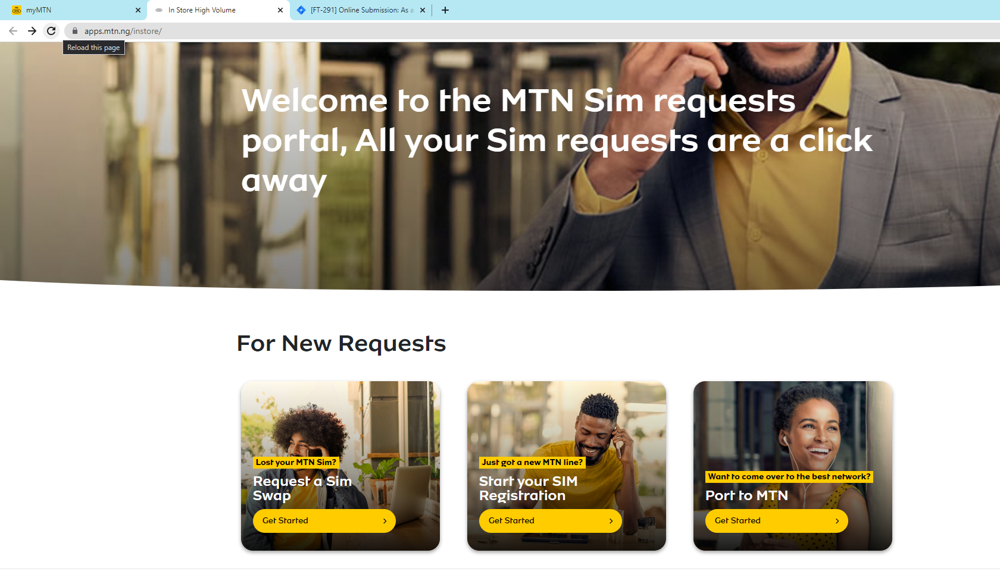 myMTN
In Store High Volume
[FT-291] Online Submission: As a
apps.mtn.ng/instore/
Reload this page
Welcome to the MTN Sim requests
portal, All your Sim requests are a click
away
For New Requests
Lost your MTN Sim?
Request a Sim
Swap
Get Started
Just got a new MTN line?
Start your SIM
Registration
Get Started
Want to come over to the best network?
Port to MTN
Get Started